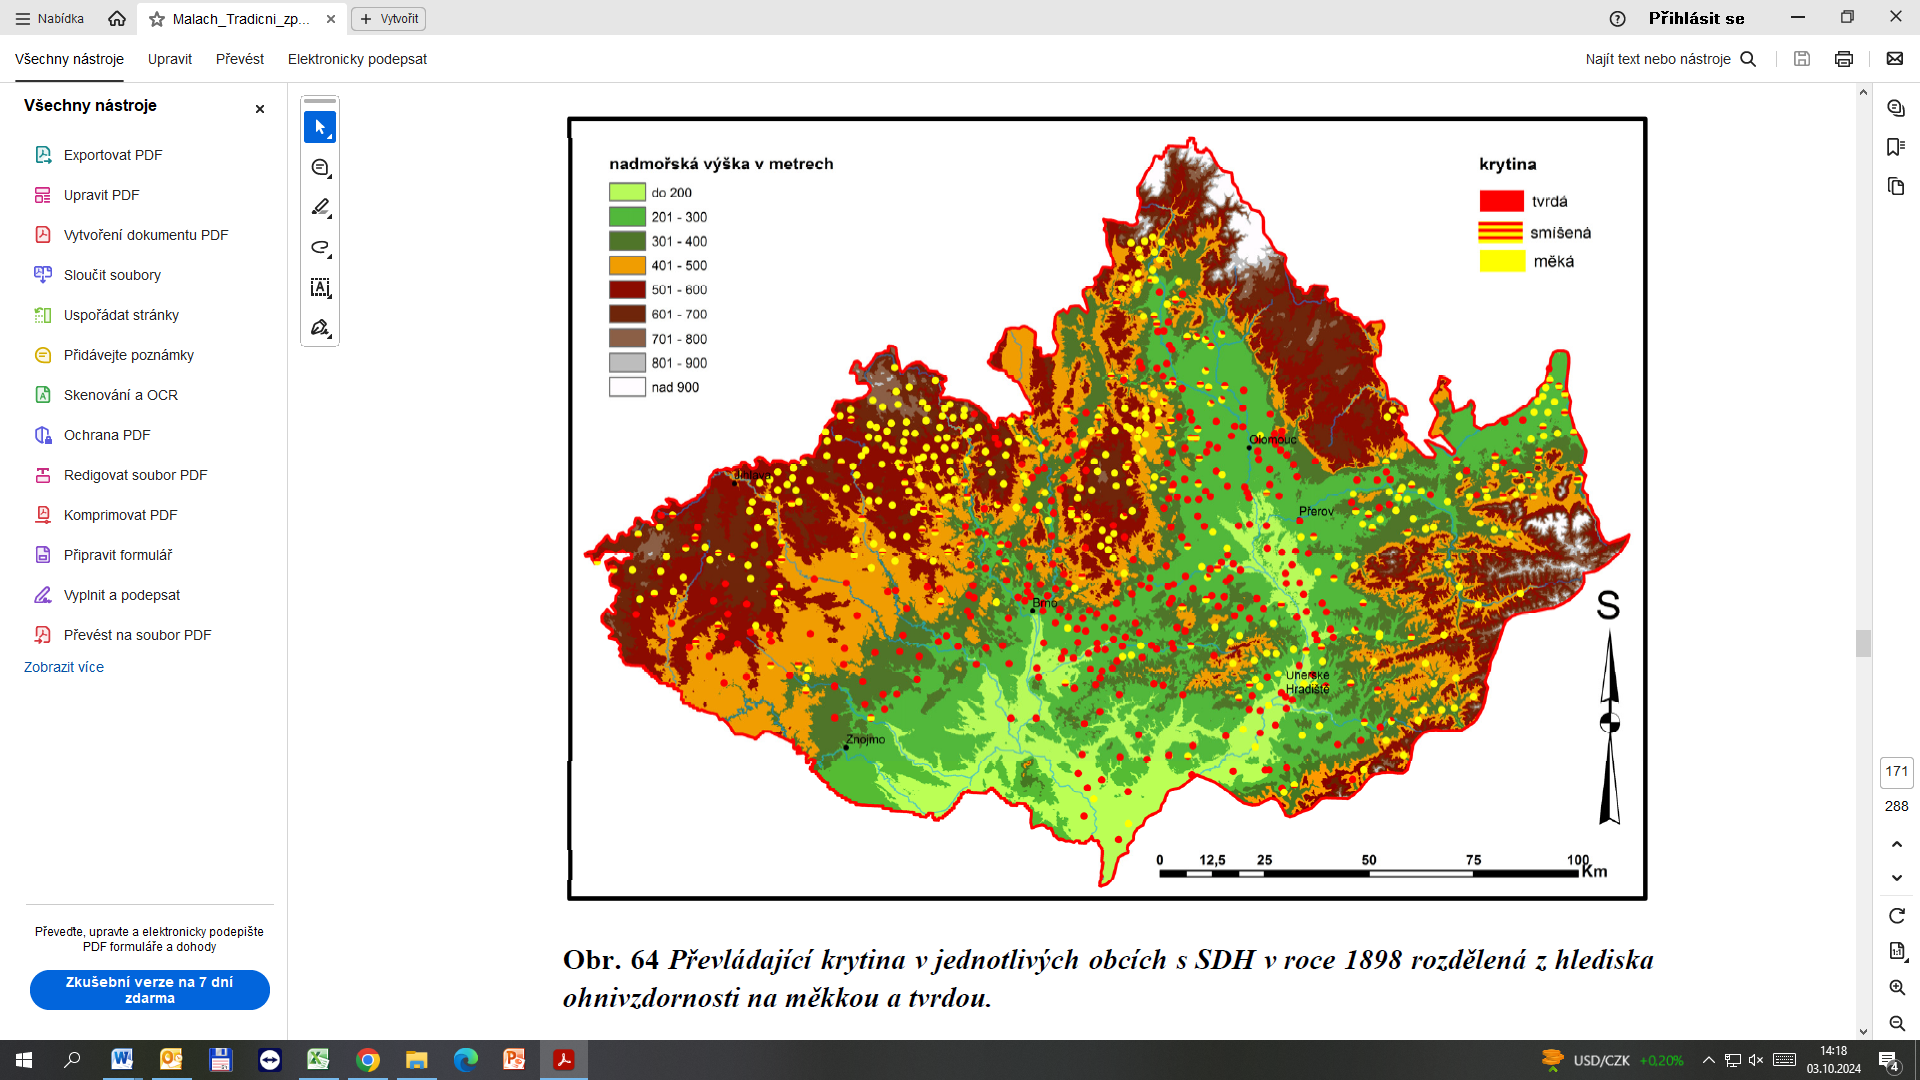 Nabídka
Malach_Tradicni_zp...
Vytvořit
Přihlásit se
Všechny nástroje
Upravit
Převést
Elektronicky podepsat
Najít text nebo nástroje
Všechny nástroje
Exportovat PDF
Upravit PDF
Vytvoření dokumentu PDF
Sloučit soubory
Uspořádat stránky
Přidávejte poznámky
Skenování a OCR
Ochrana PDF
Redigovat soubor PDF
Komprimovat PDF
Připravit formulář
Vyplnit a podepsat
Převést na soubor PDF
Zobrazit více
Převeďte, upravte a elektronicky podepište
PDF formuláře a dohody
Zkušební verze na 7 dní
zdarma
nadmořská výška v metrech
do 200
201 - 300
301 - 400
401 - 500
501 - 600
601 - 700
701 - 800
801 - 900
nad 900
krytina
tvrdá
smíšená
měká
Olomouc
Jihlava
Přerov
Brno
Uherské
Hradiště
Znojmo
S
0 12,5 25 50 75 100
Km
Obr. 64 Převládající krytina v jednotlivých obcích s SDH v roce 1898 rozdělená z hlediska
ohnivzdornosti na měkkou a tvrdou.
171
288
1:1
USD/CZK +0,20%
14:18
03.10.2024
4